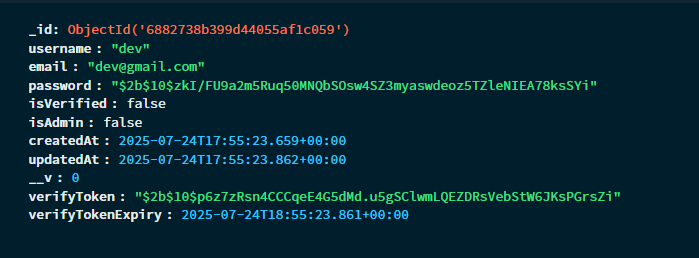 _id: ObjectId('6882738b399d44055af1c059')
username : "dev"
email : "dev@gmail.com"
password : "$2b$10$zkI/FU9a2m5Ruq50MNQbSOsw4SZ3myaswdeoz5TZleNIEA78ksSYi"
isVerified : false
isAdmin : false
createdAt : 2025-07-24T17:55:23.659+00:00
updatedAt : 2025-07-24T17:55:23.862+00:00
__v : 0
verifyToken : "$2b$10$p6z7zRsn4CCCqeE4G5dMd.u5gSClwmLQEZDRsVebStW6JKsPGrsZi"
verifyTokenExpiry : 2025-07-24T18:55:23.861+00:00